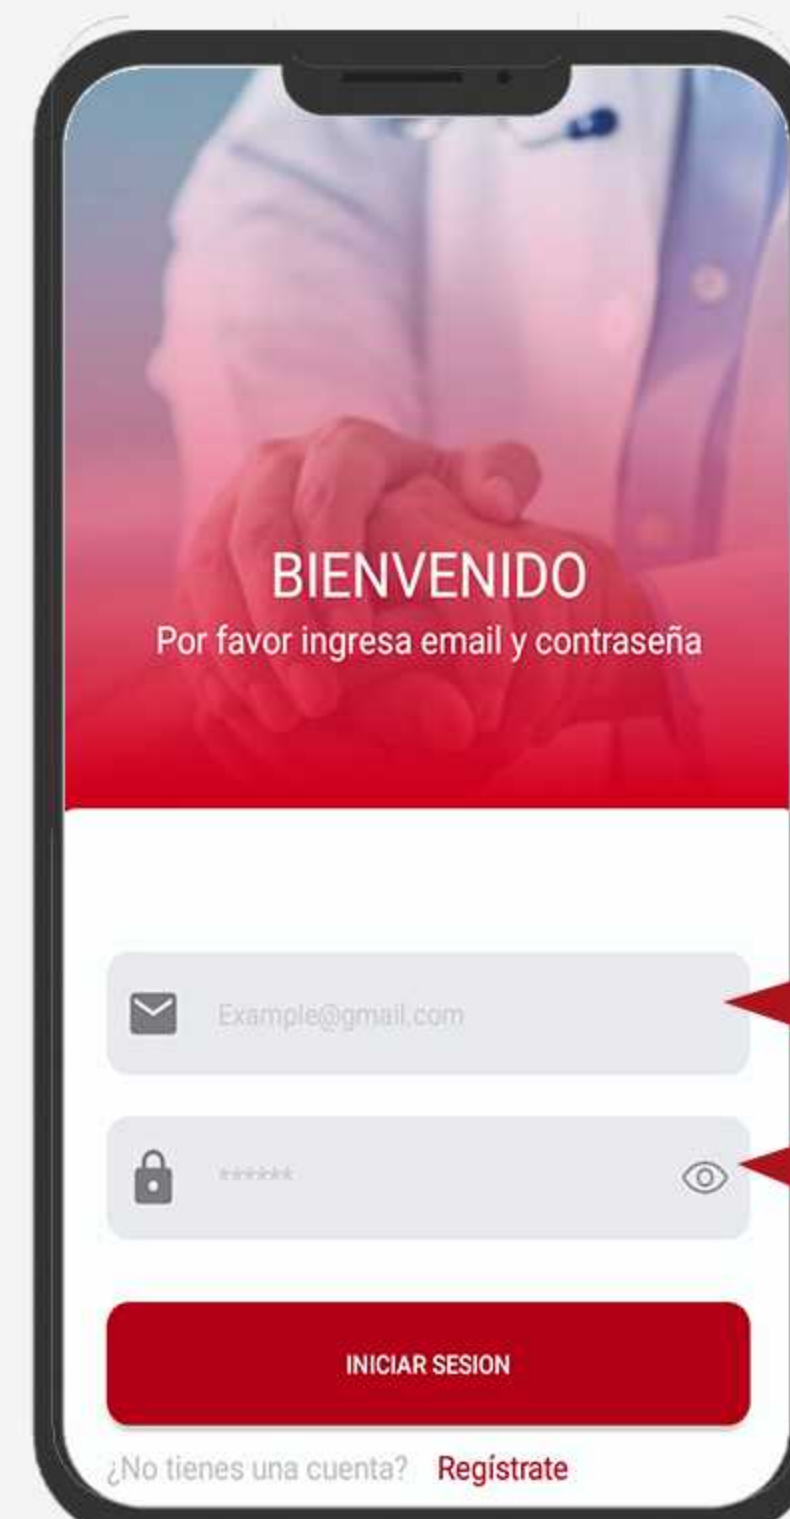 BIENVENIDO
Por favor ingresa email y contraseña
Example@gmail.com
******
INICIAR SESION
¿No tienes una cuenta? Regístrate